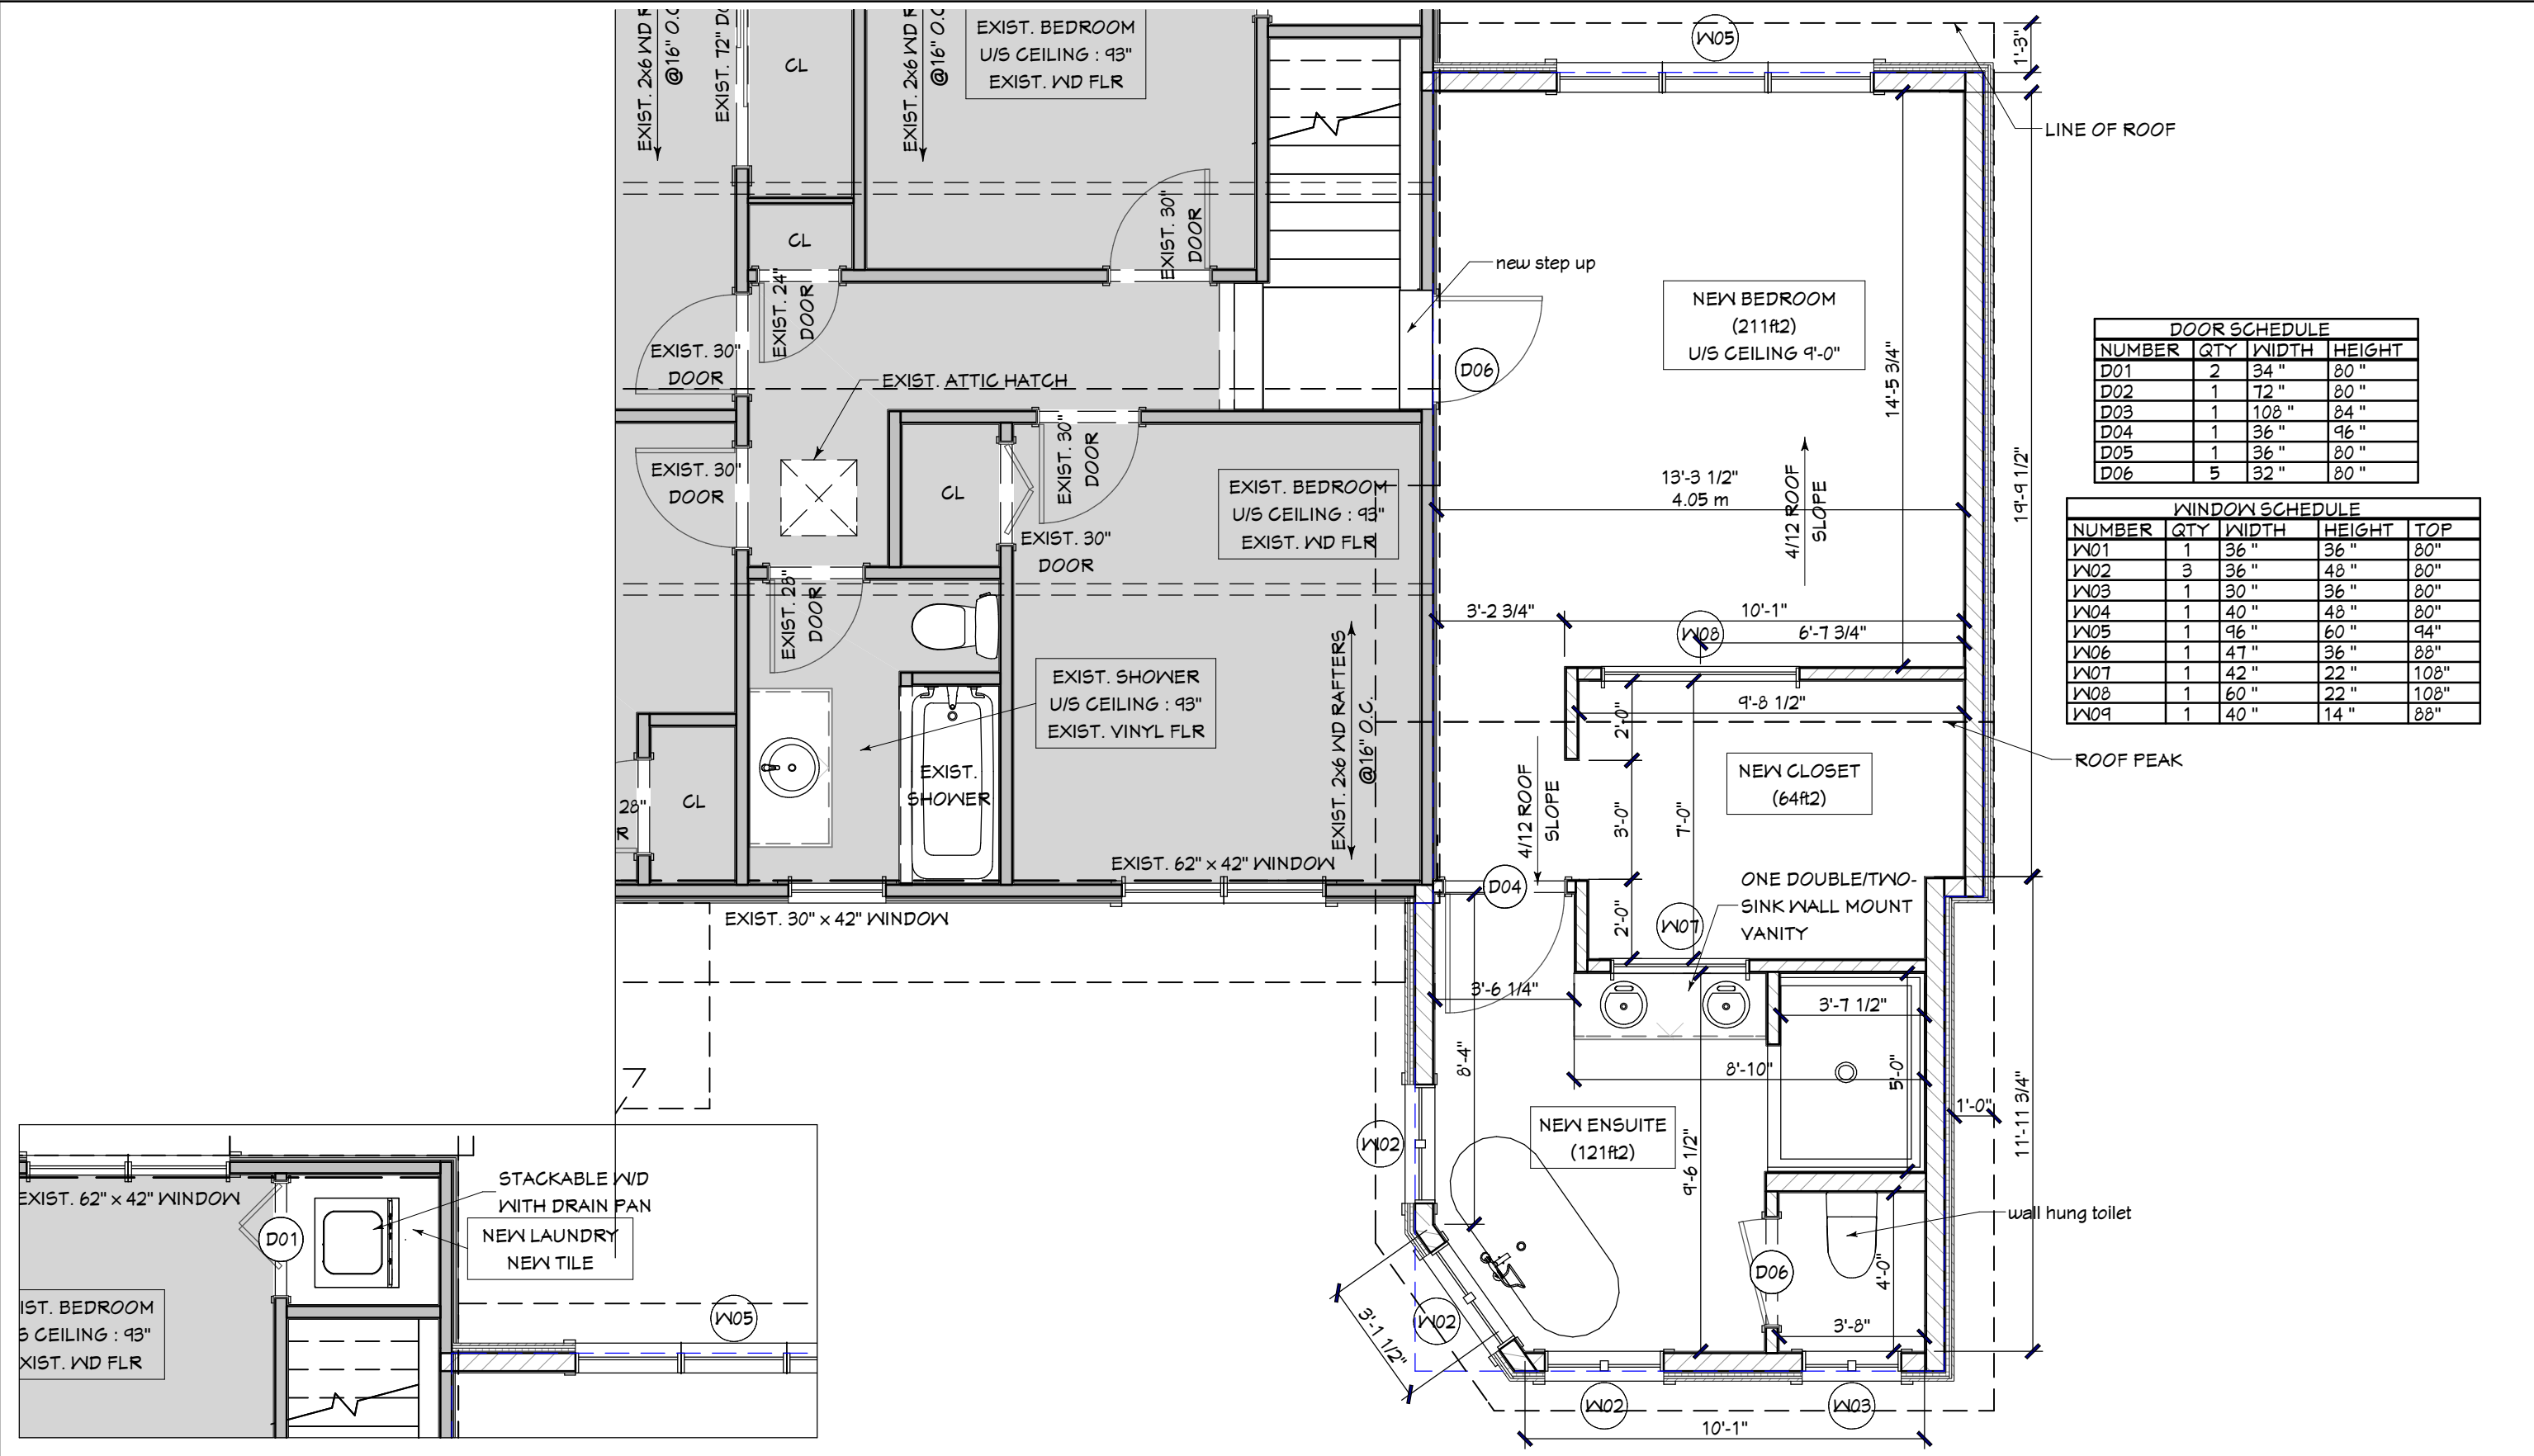 EXIST. 2x6 WD R
@16" O.C
EXIST. 72" DO
CL
EXIST. 2x6 WD R
@16" O.C
EXIST. BEDROOM
U/S CEILING : 93"
EXIST. WD FLR
W05
1'-3"
LINE OF ROOF
CL
EXIST. 30"
DOOR
EXIST. 24"
DOOR
new step up
NEW BEDROOM
(211ft2)
U/S CEILING 9'-0"
EXIST. 30"
DOOR
EXIST. ATTIC HATCH
D06
14'-5 3/4"
DOOR SCHEDULE
NUMBER QTY WIDTH HEIGHT
D01 2 34 " 80 "
D02 1 72 " 80 "
D03 1 108 " 84 "
D04 1 36 " 96 "
D05 1 36 " 80 "
D06 5 32 " 80 "
EXIST. 30"
DOOR
CL
EXIST. 30"
DOOR
EXIST. 30"
DOOR
EXIST. BEDROOM
U/S CEILING : 93"
EXIST. WD FLR
13'-3 1/2"
4.05 m
4/12 ROOF
SLOPE
19'-9 1/2"
WINDOW SCHEDULE
NUMBER QTY WIDTH HEIGHT TOP
W01 1 36 " 36 " 80"
W02 3 36 " 48 " 80"
W03 1 30 " 36 " 80"
W04 1 40 " 48 " 80"
W05 1 96 " 60 " 94"
W06 1 47 " 36 " 88"
W07 1 42 " 22 " 108"
W08 1 60 " 22 " 108"
W09 1 40 " 14 " 88"
EXIST. 28"
DOOR
3'-2 3/4"
10'-1"
W08
6'-7 3/4"
EXIST. SHOWER
U/S CEILING : 93"
EXIST. VINYL FLR
EXIST. 2x6 WD RAFTERS
@16" O.C.
9'-8 1/2"
2'-0"
ROOF PEAK
EXIST.
SHOWER
28"
R
CL
4/12 ROOF
SLOPE
3'-0"
7'-0"
NEW CLOSET
(64ft2)
EXIST. 62" x 42" WINDOW
D04
EXIST. 30" x 42" WINDOW
2'-0"
W07
ONE DOUBLE/TWO-
SINK WALL MOUNT
VANITY
3'-6 1/4"
3'-7 1/2"
8'-4"
8'-10"
5'-0"
1'-0"
11'-11 3/4"
W02
NEW ENSUITE
(121ft2)
9'-6 1/2"
wall hung toilet
D06
4'-0"
3'-8"
W02
3'-1 1/2"
W02
W03
10'-1"
EXIST. 62" x 42" WINDOW
STACKABLE W/D
WITH DRAIN PAN
D01
NEW LAUNDRY
NEW TILE
IST. BEDROOM
S CEILING : 93"
XIST. WD FLR
W05